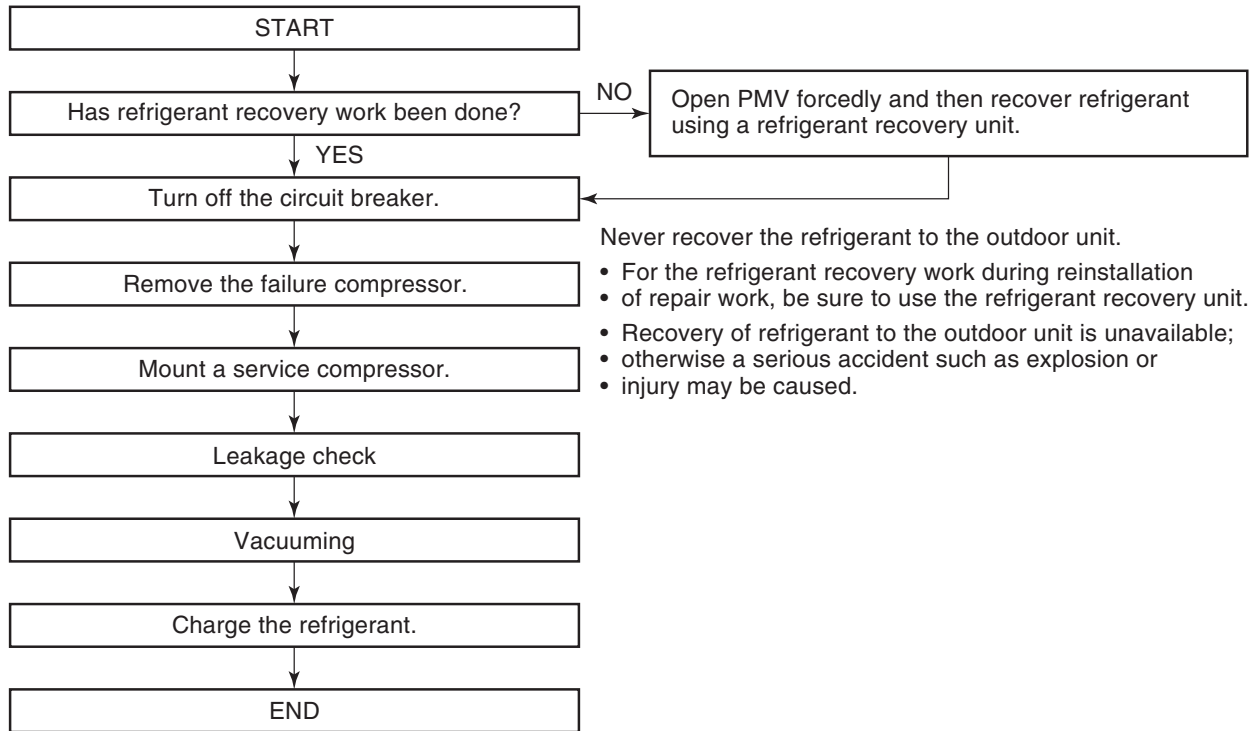 START
Has refrigerant recovery work been done?
NO
Open PMV forcedly and then recover refrigerant
using a refrigerant recovery unit.
YES
Turn off the circuit breaker.
Never recover the refrigerant to the outdoor unit.
• For the refrigerant recovery work during reinstallation
• of repair work, be sure to use the refrigerant recovery unit.
• Recovery of refrigerant to the outdoor unit is unavailable;
• otherwise a serious accident such as explosion or
• injury may be caused.
Remove the failure compressor.
Mount a service compressor.
Leakage check
Vacuuming
Charge the refrigerant.
END